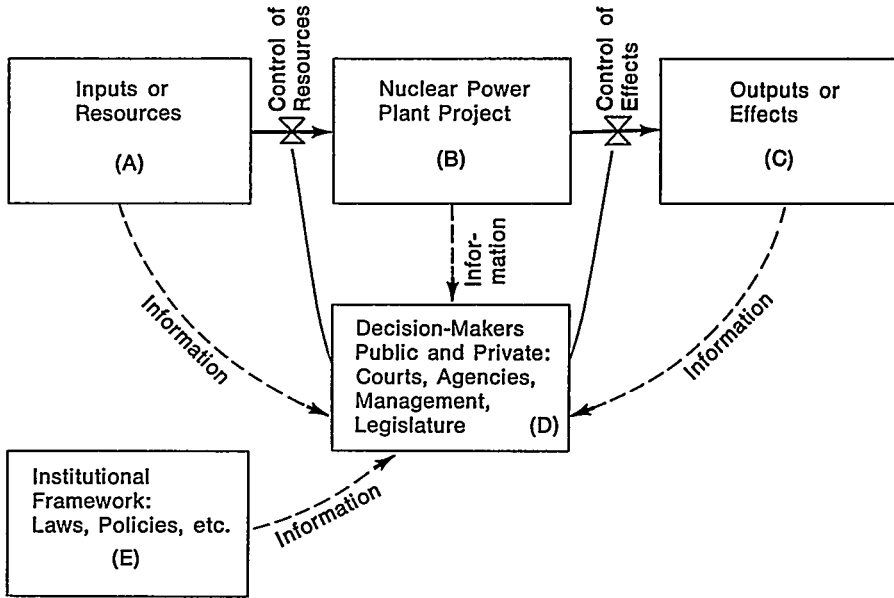 Inputs or
Resources
(A)
Control of
Resources
Nuclear Power
Plant Project
(B)
Control of
Effects
Outputs or
Effects
(C)
Information
Infor-
mation
Information
Decision-Makers
Public and Private:
Courts, Agencies,
Management,
Legislature (D)
Institutional
Framework:
Laws, Policies, etc.
(E)
Information